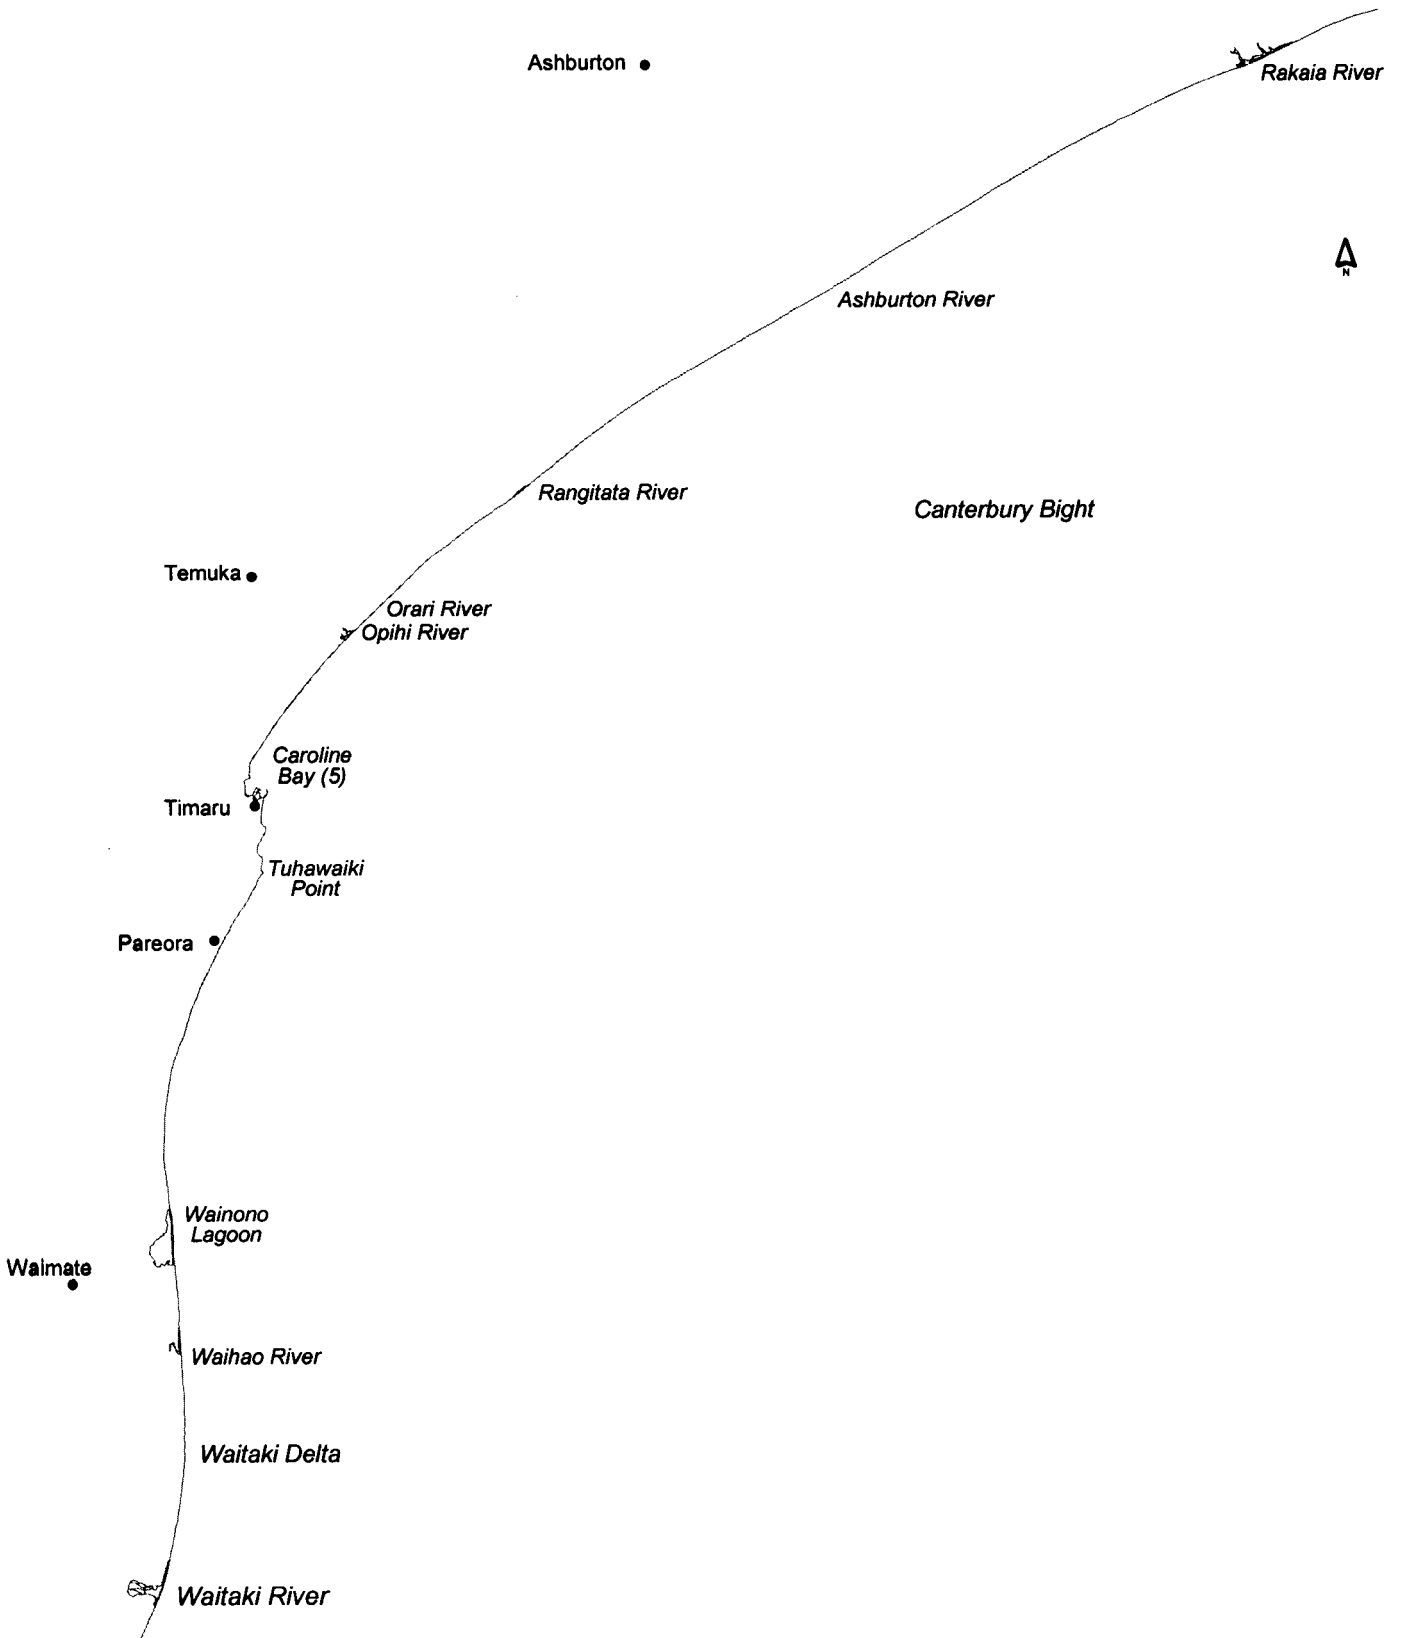 Ashburton
Rakaia River
N
Ashburton River
Rangitata River
Canterbury Bight
Temuka
Orari River
Opihi River
Caroline
Bay (5)
Timaru
Tuhawaiki
Point
Pareora
Wainono
Lagoon
Waimate
Waihao River
Waitaki Delta
Waitaki River